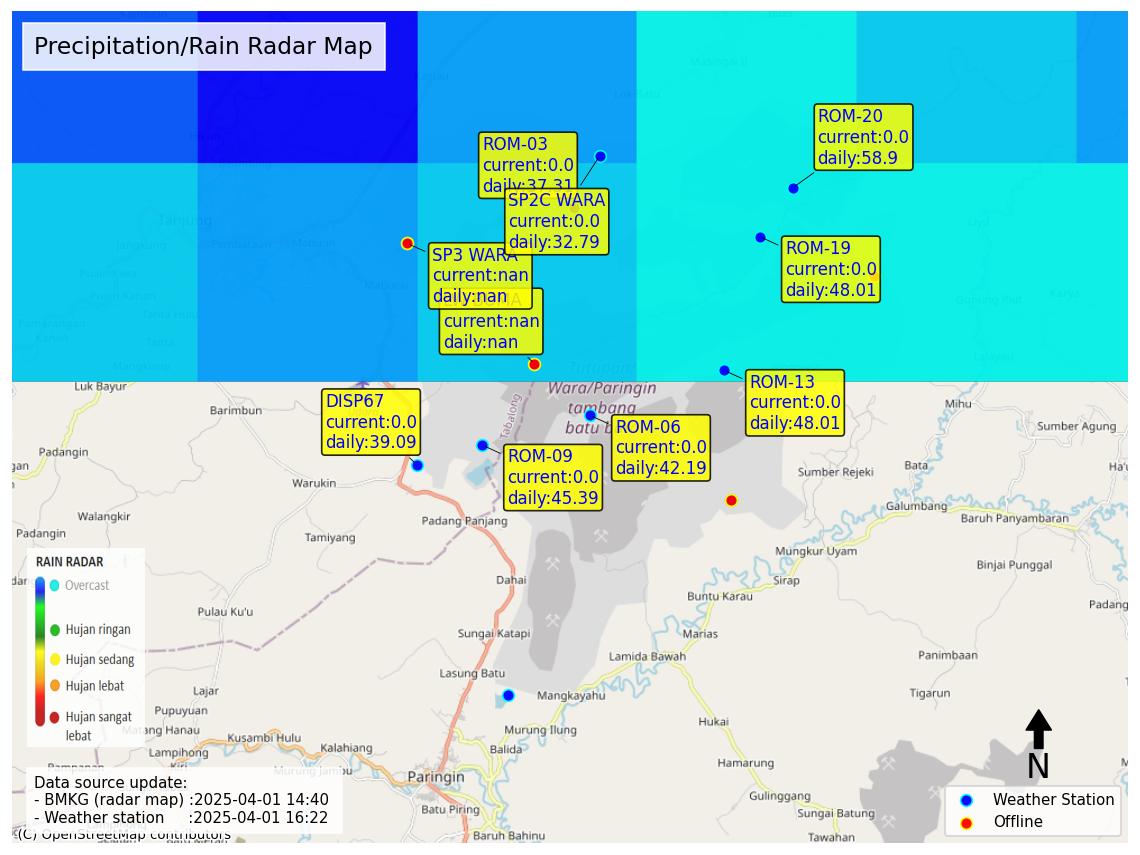 Precipitation/Rain Radar Map
ROM-20
current:0.0
daily:58.9
ROM-03
current:0.0
daily:37.31
SP2C WARA
current:0.0
daily:32.79
Tanjung
SP3 WARA
current:nan
daily:nan
ROM-19
current:0.0
daily:48.01
current:nan
daily:nan
Tutupan
Wara/Paringin
tambang
batu b
Tabalong
ROM-13
current:0.0
daily:48.01
DISP67
current:0.0
daily:39.09
ROM-06
current:0.0
daily:42.19
ROM-09
current:0.0
daily:45.39
Luk Bayur
Barimbun
Mihu
Sumber Agung
Padangin
Warukin
Sumber Rejeki
Bata
Galumbang
Baruh Panyambaran
Walangkir
Padangin
Tamiyang
Padang Panjang
Mungkur Uyam
Binjai Punggal
Dahai
Sirap
Buntu Karau
Padang
Pulau Ku'u
Sungai Katapi
Marias
Lamida Bawah
Panimbaan
Lasung Batu
Tigarun
Lajar
Mangkayahu
Pupuyuan
Hukai
Matang Hanau
Kusambi Hulu
Murung Ilung
Lampihong
Kalahiang
Balida
Hamarung
Murung Jambu
Paringin
Gulinggang
Batu Piring
Sungai Batung
Baruh Bahinu
Tawahan
RAIN RADAR
Overcast
Hujan ringan
Hujan sedang
Hujan lebat
Hujan sangat
lebat
Data source update:
- BMKG (radar map) :2025-04-01 14:40
- Weather station :2025-04-01 16:22
(C) OpenStreetMap contributors
N
Weather Station
Offline